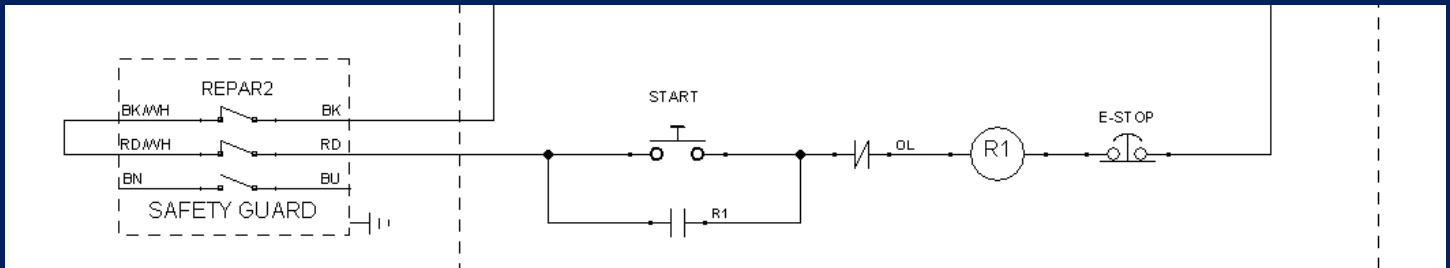 REPAR2
BK/WH
BK
RD/WH
RD
BN
BU
SAFETY GUARD
START
R1
OL
R1
E-STOP